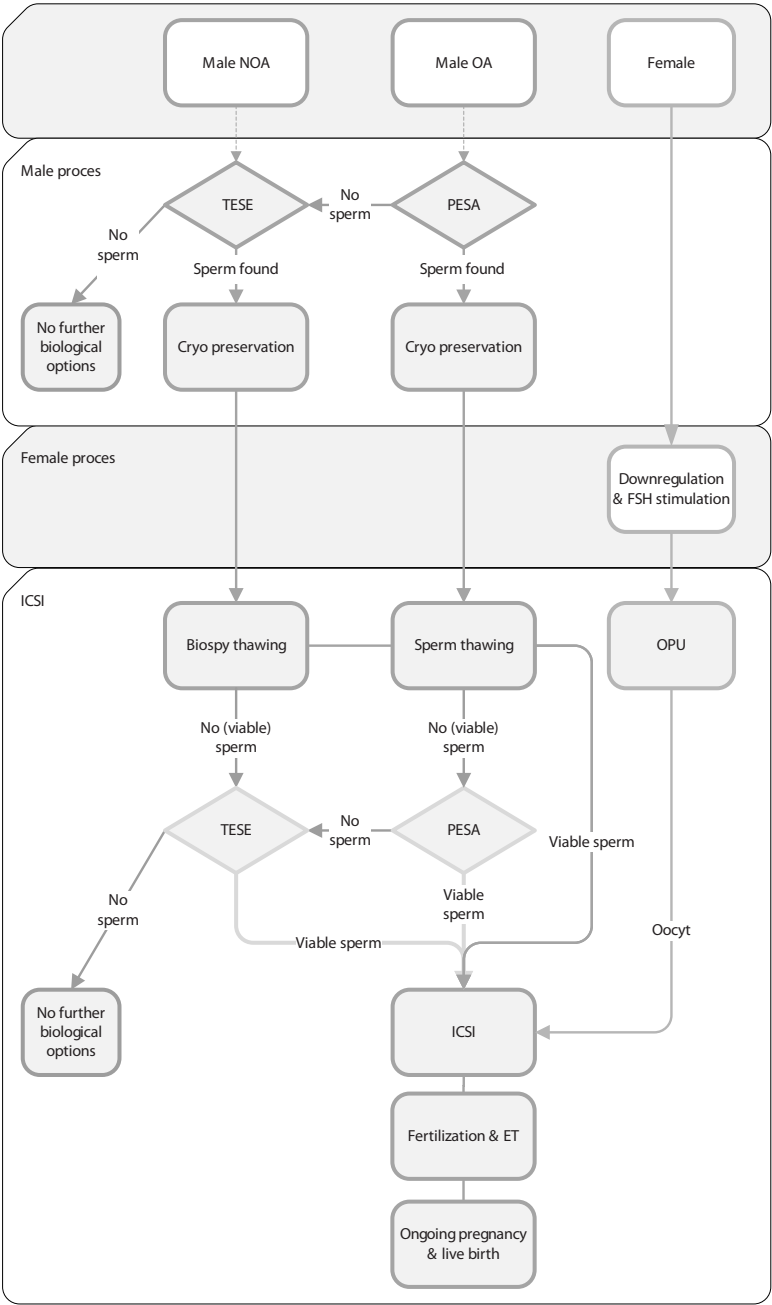 Male NOA
Male OA
Female
Male proces
TESE
No
sperm
PESA
No
sperm
Sperm found
Sperm found
No further
biological
options
Cryo preservation
Cryo preservation
Female proces
Downregulation
& FSH stimulation
ICSI
Biospy thawing
Sperm thawing
OPU
No (viable)
sperm
No (viable)
sperm
TESE
No
sperm
PESA
Viable sperm
No
sperm
Viable
sperm
Viable sperm
Oocyt
No further
biological
options
ICSI
Fertilization & ET
Ongoing pregnancy
& live birth